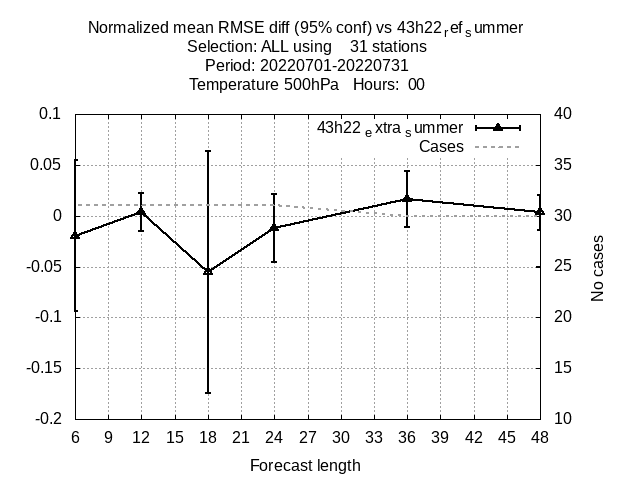 Normalized mean RMSE diff (95% conf) vs 43h22refsummer
Selection: ALL using 31 stations
Period: 20220701-20220731
Temperature 500hPa Hours: 00
43h22extrasummer
Cases
0.1
0.05
0
-0.05
-0.1
-0.15
-0.2
40
35
30
25
20
15
10
No cases
6 9 12 15 18 21 24 27 30 33 36 39 42 45 48
Forecast length